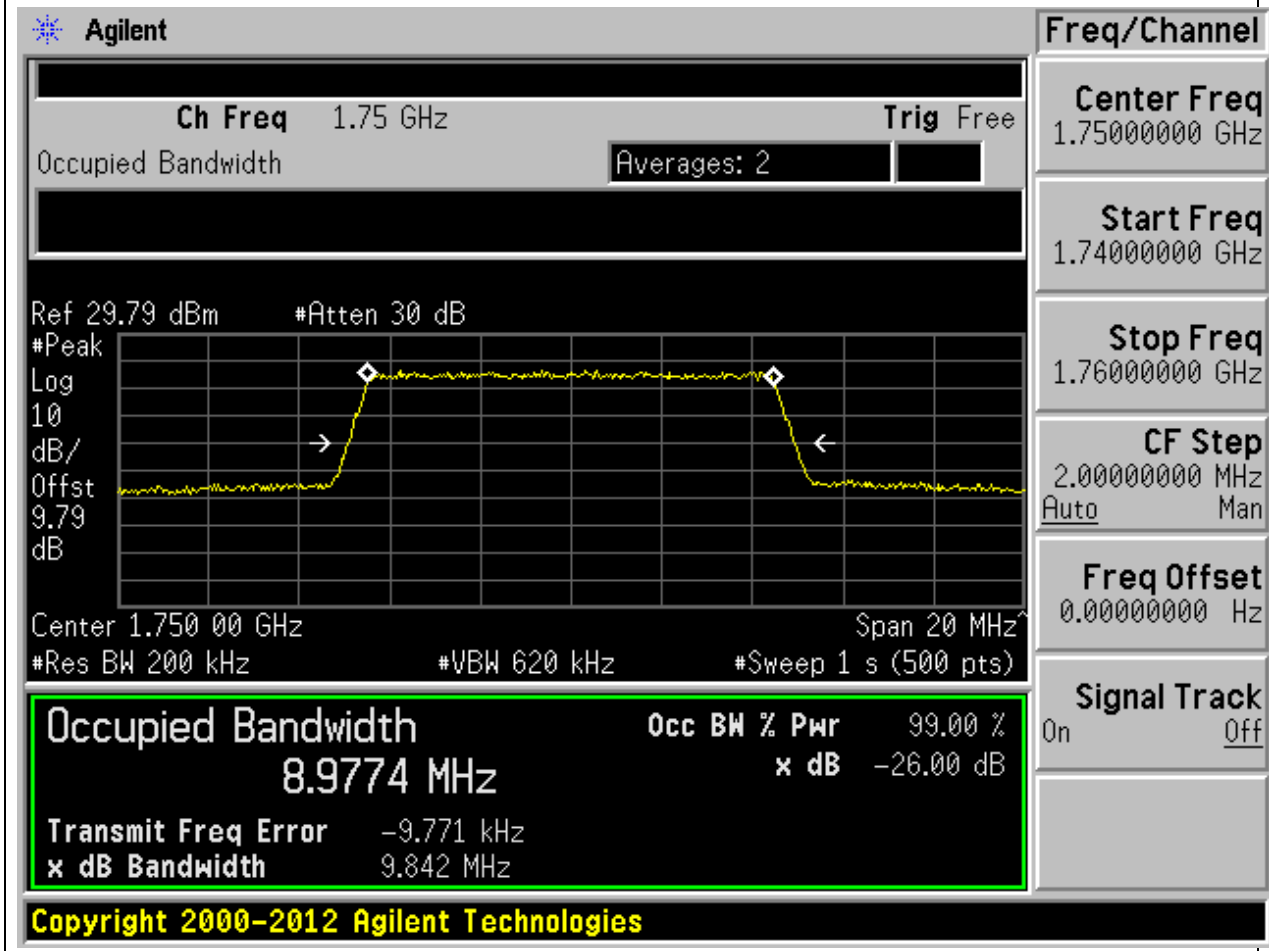 Agilent
Freq/Channel
Ch Freq 1.75 GHz Trig Free
Occupied Bandwidth Averages: 2
Ref 29.79 dBm #Atten 30 dB
#Peak
Log
10
dB/
Offst
9.79
dB
Center 1.750 00 GHz Span 20 MHz^
#Res BW 200 kHz #VBW 620 kHz #Sweep 1 s (500 pts)
Occupied Bandwidth Occ BW % Pwr 99.00 %
8.9774 MHz x dB -26.00 dB
Transmit Freq Error -9.771 kHz
x dB Bandwidth 9.842 MHz
Copyright 2000-2012 Agilent Technologies
Center Freq
1.75000000 GHz
Start Freq
1.74000000 GHz
Stop Freq
1.76000000 GHz
CF Step
2.00000000 MHz
Auto Man
Freq Offset
0.00000000 Hz
Signal Track
On Off